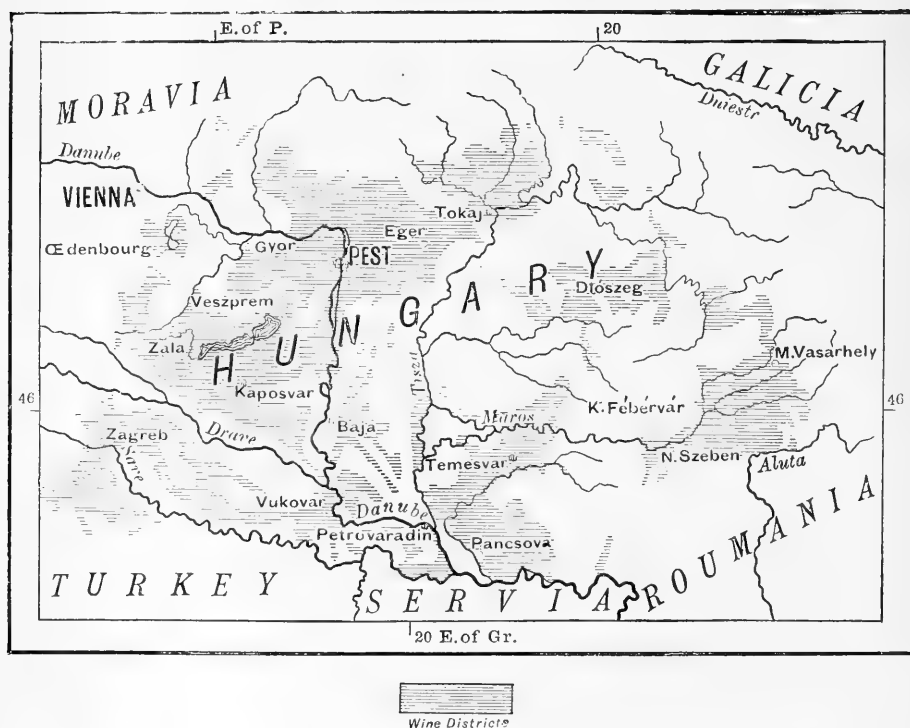 E. of P.
20
MORAVIA
GALICIA
Duiestr
Danube
VIENNA
Tokaj
Œdenbourg
Eger
Gyor
PEST
HUNGARY
Dioszeg
Veszprem
Zala
Tisza
M. Vasarhely
46
Kaposvar
K. Féhérvár
46
Zagreb
Drave
Baja
Maros
Save
Temesvar
N. Szeben
Aluta
Vukovar
Danube
Petrovaradin
Pancsova
TURKEY
SERVIA
ROUMANIA
20 E. of Gr.
Wine Districts